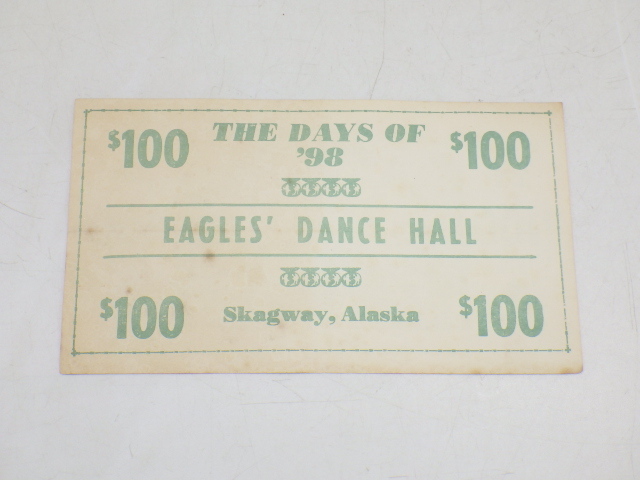 $100 THE DAYS OF $100
'98
EAGLES' DANCE HALL
$100 Skagway, Alaska $100